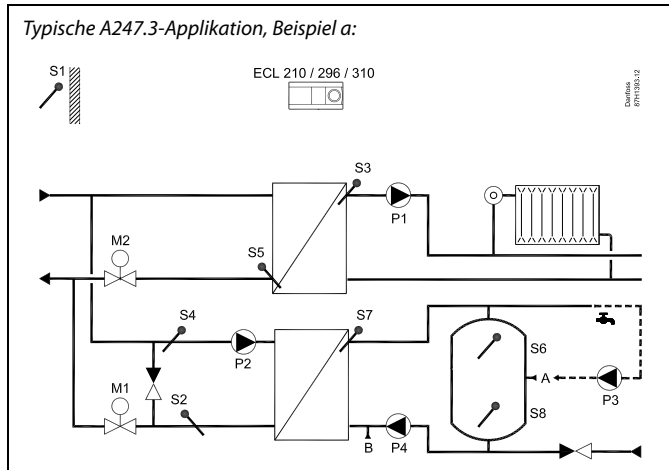 Typische A247.3-Applikation, Beispiel a:
S1
ECL 210 / 296 / 310
Danfoss
87H1393.12
S3
P1
M2
S5
S4
S7
P2
S6
A
P3
M1
S2
S8
B
P4